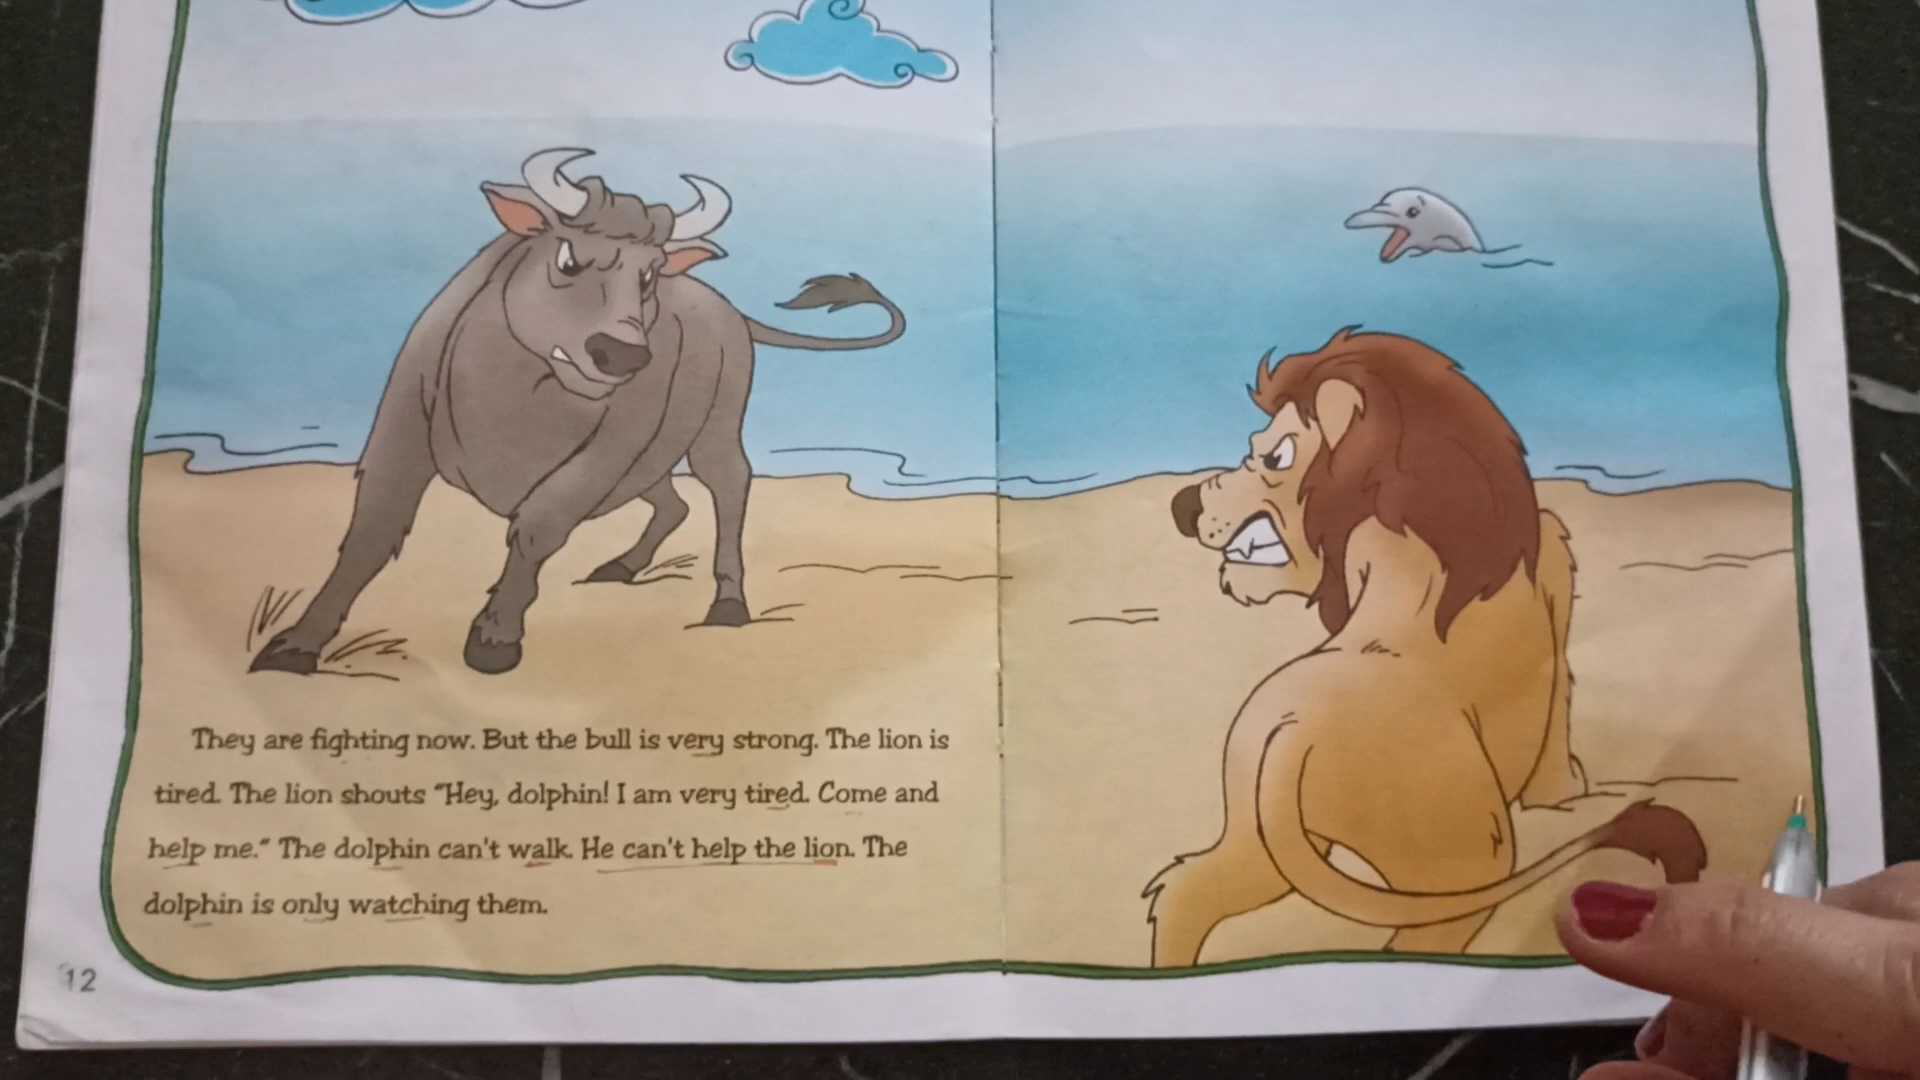 They are fighting now. But the bull is very strong. The lion is
tired. The lion shouts "Hey, dolphin! I am very tired. Come and
help me." The dolphin can't walk. He can't help the lion. The
dolphin is only watching them.
12